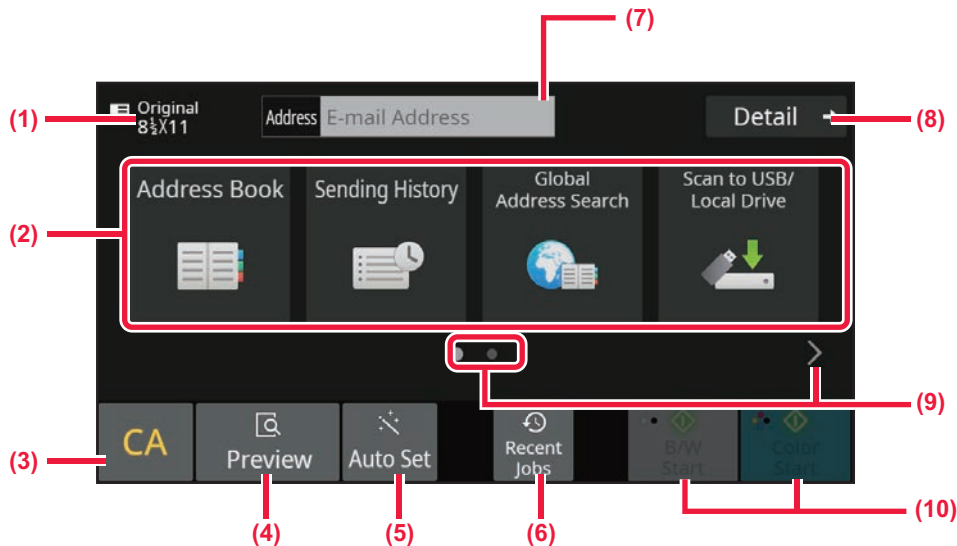 (7)
(1)
Original
8½X11
Address E-mail Address
Detail
(8)
(2)
Address Book
Sending History
Global
Address Search
Scan to USB/
Local Drive
(9)
(3)
CA
Preview
Auto Set
Recent
Jobs
B/W
Start
Color
Start
(10)
(4)
(5)
(6)